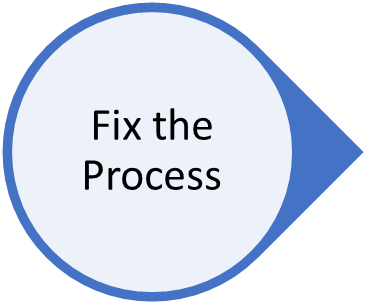 Fix the
Process